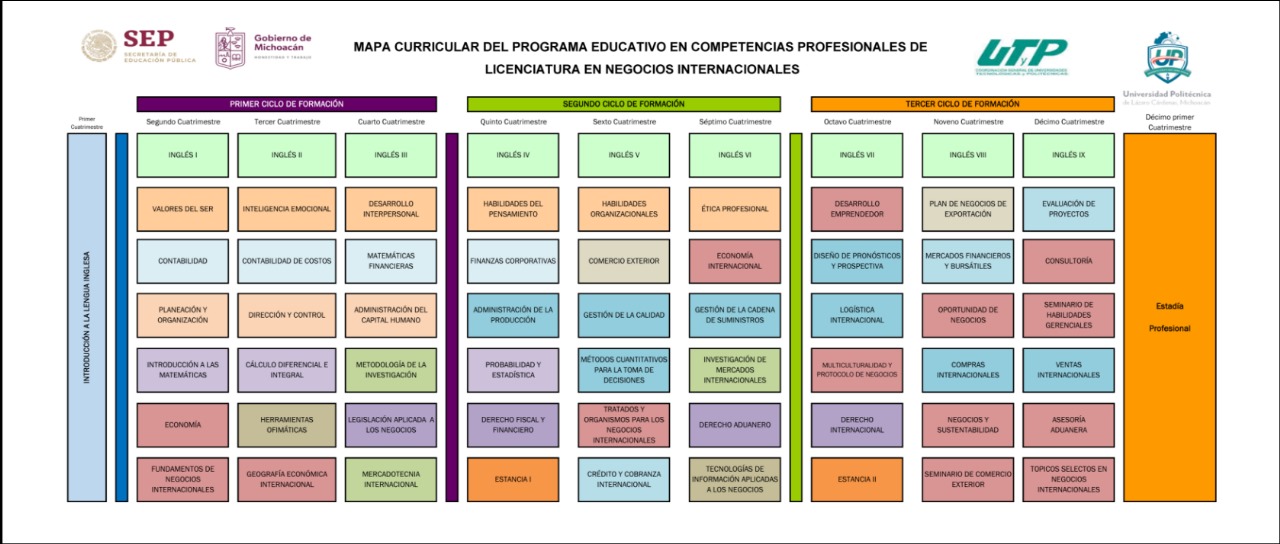 SEP
SECRETARÍA DE
EDUCACIÓN PÚBLICA
Gobierno de
Michoacán
HONESTIDAD Y TRABAJO
MAPA CURRICULAR DEL PROGRAMA EDUCATIVO EN COMPETENCIAS PROFESIONALES DE
LICENCIATURA EN NEGOCIOS INTERNACIONALES
UTyP
COORDINACIÓN GENERAL DE UNIVERSIDADES
TECNOLÓGICAS y POLITÉCNICAS
UP
Universidad Politécnica
de Lázaro Cárdenas, Michoacán
PRIMER CICLO DE FORMACIÓN
SEGUNDO CICLO DE FORMACIÓN
TERCER CICLO DE FORMACIÓN
Primer
Cuatrimestre
Segundo Cuatrimestre
Tercer Cuatrimestre
Cuarto Cuatrimestre
Quinto Cuatrimestre
Sexto Cuatrimestre
Séptimo Cuatrimestre
Octavo Cuatrimestre
Noveno Cuatrimestre
Décimo Cuatrimestre
Décimo primer
Cuatrimestre
INTRODUCCIÓN A LA LENGUA INGLESA
INGLÉS I
INGLÉS II
INGLÉS III
INGLÉS IV
INGLÉS V
INGLÉS VI
INGLÉS VII
INGLÉS VIII
INGLÉS IX
VALORES DEL SER
INTELIGENCIA EMOCIONAL
DESARROLLO
INTERPERSONAL
HABILIDADES DEL
PENSAMIENTO
HABILIDADES
ORGANIZACIONALES
ÉTICA PROFESIONAL
DESARROLLO
EMPRENDEDOR
PLAN DE NEGOCIOS DE
EXPORTACIÓN
EVALUACIÓN DE
PROYECTOS
CONTABILIDAD
CONTABILIDAD DE COSTOS
MATEMÁTICAS
FINANCIERAS
FINANZAS CORPORATIVAS
COMERCIO EXTERIOR
ECONOMÍA
INTERNACIONAL
DISEÑO DE PRONÓSTICOS
Y PROSPECTIVA
MERCADOS FINANCIEROS
Y BURSÁTILES
CONSULTORÍA
PLANEACIÓN Y
ORGANIZACIÓN
DIRECCIÓN Y CONTROL
ADMINISTRACIÓN DEL
CAPITAL HUMANO
ADMINISTRACIÓN DE LA
PRODUCCIÓN
GESTIÓN DE LA CALIDAD
GESTIÓN DE LA CADENA
DE SUMINISTROS
LOGÍSTICA
INTERNACIONAL
OPORTUNIDAD DE
NEGOCIOS
SEMINARIO DE
HABILIDADES
GERENCIALES
Estadía
Profesional
INTRODUCCIÓN A LAS
MATEMÁTICAS
CÁLCULO DIFERENCIAL E
INTEGRAL
METODOLOGÍA DE LA
INVESTIGACIÓN
PROBABILIDAD Y
ESTADÍSTICA
MÉTODOS CUANTITATIVOS
PARA LA TOMA DE
DECISIONES
INVESTIGACIÓN DE
MERCADOS
INTERNACIONALES
MULTICULTURALIDAD Y
PROTOCOLO DE NEGOCIOS
COMPRAS
INTERNACIONALES
VENTAS
INTERNACIONALES
ECONOMÍA
HERRAMIENTAS
OFIMÁTICAS
LEGISLACIÓN APLICADA A
LOS NEGOCIOS
DERECHO FISCAL Y
FINANCIERO
TRATADOS Y
ORGANISMOS PARA LOS
NEGOCIOS
INTERNACIONALES
DERECHO ADUANERO
DERECHO
INTERNACIONAL
NEGOCIOS Y
SUSTENTABILIDAD
ASESORÍA
ADUANERA
FUNDAMENTOS DE
NEGOCIOS
INTERNACIONALES
GEOGRAFÍA ECONÓMICA
INTERNACIONAL
MERCADOTECNIA
INTERNACIONAL
ESTANCIA I
CRÉDITO Y COBRANZA
INTERNACIONAL
TECNOLOGÍAS DE
INFORMACIÓN APLICADAS
A LOS NEGOCIOS
ESTANCIA II
SEMINARIO DE COMERCIO
EXTERIOR
TOPICOS SELECTOS EN
NEGOCIOS
INTERNACIONALES